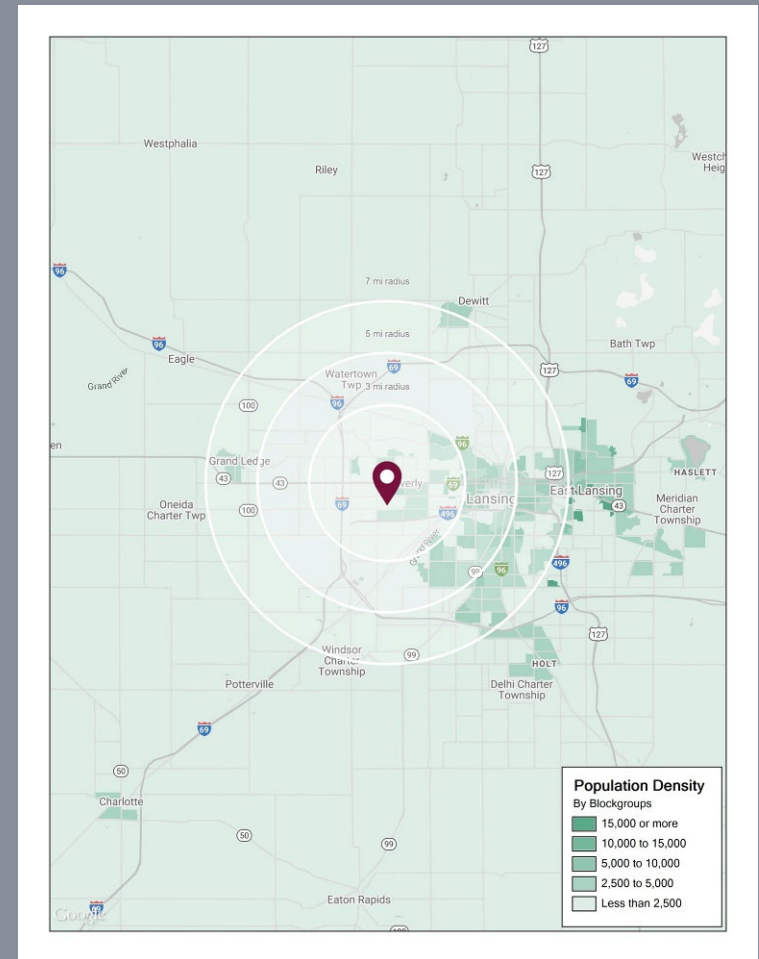 127
Westphalia
Riley
127
96
7 mi radius
Dewitt
5 mi radius
96
Eagle
69
Bath Twp
Watertown
Twp
127
69
Grand River
3 mi radius
100
96
96
Grand Ledge
43
43
69
127
HASLETT
Lansing
East Lansing
Meridian
Charter
Township
Oneida
Charter Twp
100
69
496
43
Grand River
99
96
496
96
127
Windsor
Charter
Township
99
HOLT
Potterville
Delhi Charter
Township
69
50
Charlotte
50
99
Eaton Rapids
69
Google
Population Density
By Blockgroups
15,000 or more
10,000 to 15,000
5,000 to 10,000
2,500 to 5,000
Less than 2,500